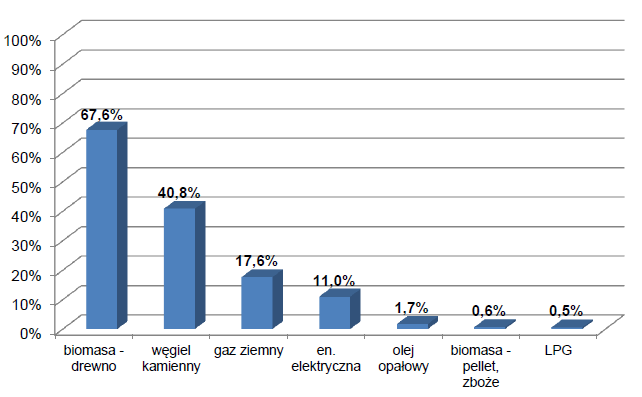 100%
90%
80%
70%
60%
50%
40%
30%
20%
10%
0%
67,6%
40,8%
17,6%
11,0%
1,7%
0,6%
0,5%
biomasa -
drewno
węgiel
kamienny
gaz ziemny
en.
elektryczna
olej
opałowy
biomasa -
pellet,
zboże
LPG